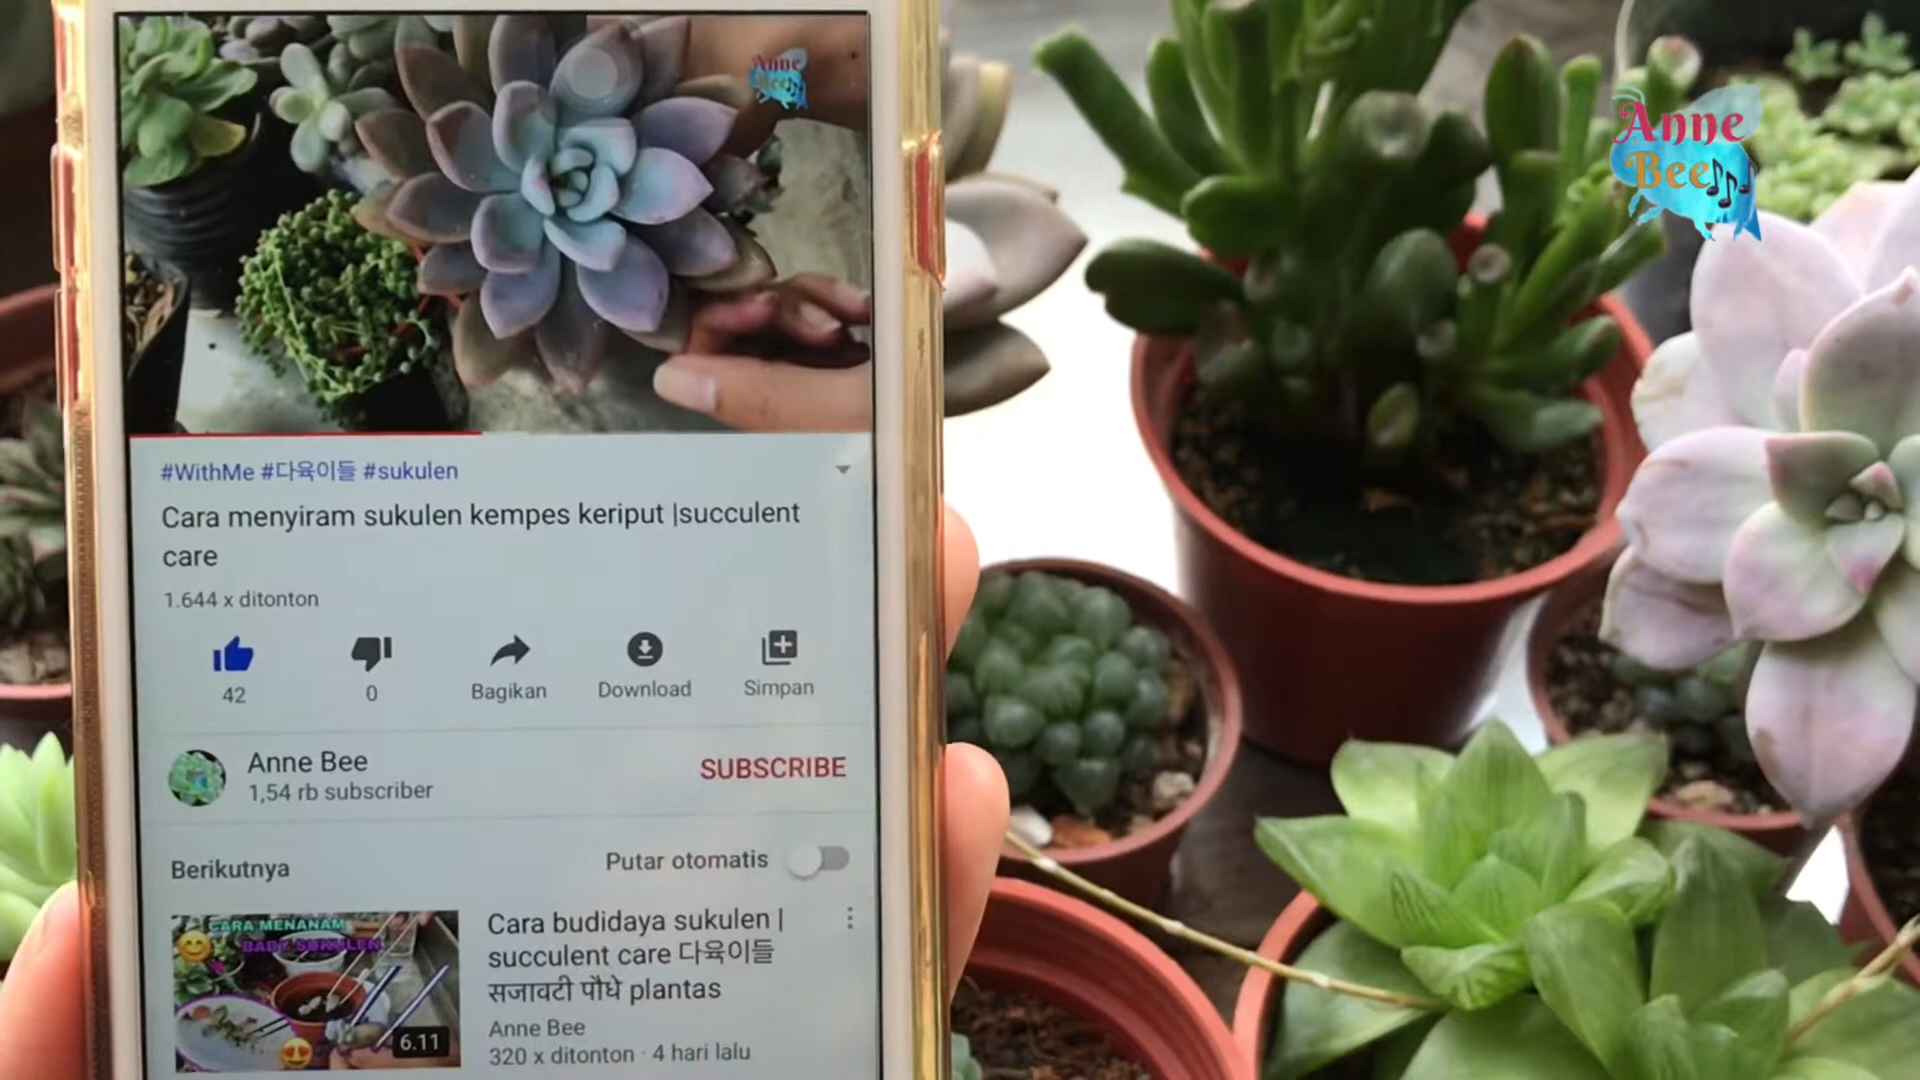 Anne
Bee
Anne
Bee
#WithMe #다육이들 #sukulen
Cara menyiram sukulen kempes keriput |succulent
care
1.644 x ditonton
42
0
Bagikan
Download
Simpan
Anne Bee
1,54 rb subscriber
SUBSCRIBE
Berikutnya
Putar otomatis
CARA MENANAM
BABY SUKULEN
6.11
Cara budidaya sukulen |
succulent care 다육이들
सजावटी पौधे plantas
Anne Bee
320 x ditonton · 4 hari lalu